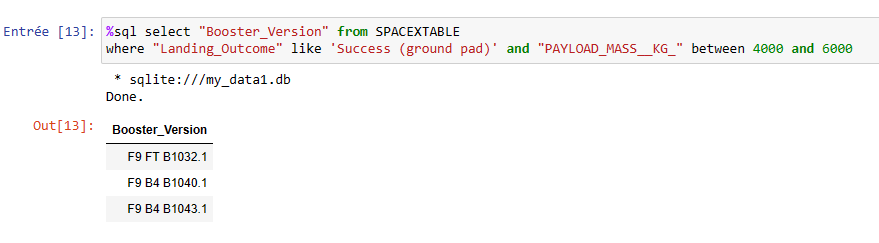 Entrée [13]: %sql select "Booster_Version" from SPACEXTABLE
where "Landing_Outcome" like 'Success (ground pad)' and "PAYLOAD_MASS__KG_" between 4000 and 6000
* sqlite:///my_data1.db
Done.
Out[13]:
Booster_Version
F9 FT B1032.1
F9 B4 B1040.1
F9 B4 B1043.1